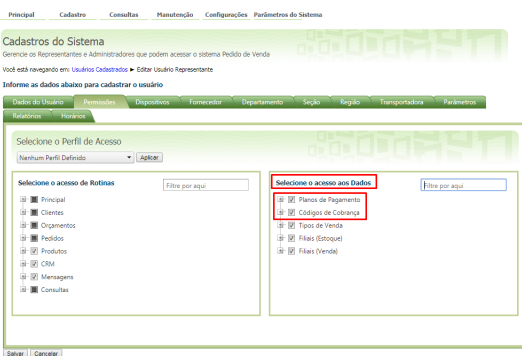 Principal Cadastro Consultas Manutenção Configurações Parâmetros do Sistema
Cadastros do Sistema
Gerencie os Representantes e Administradores que podem acessar o sistema Pedido de Venda
Você está navegando em: Usuários Cadastrados ► Editar Usuário Representante
Informe as dados abaixo para cadastrar o usuário
Dados do Usuário Permissões Dispositivos Fornecedor Departamento Seção Região Transportadora Parâmetros
Relatórios Horários
Selecione o Perfil de Acesso
Nenhum Perfil Definido Aplicar
Selecione o acesso de Rotinas Filtre por aqui
Principal
Clientes
Orçamentos
Pedidos
Produtos
CRM
Mensagens
Consultas
Selecione o acesso aos Dados Filtre por aqui
Planos de Pagamento
Códigos de Cobrança
Tipos de Venda
Filiais (Estoque)
Filiais (Venda)
Salvar Cancelar